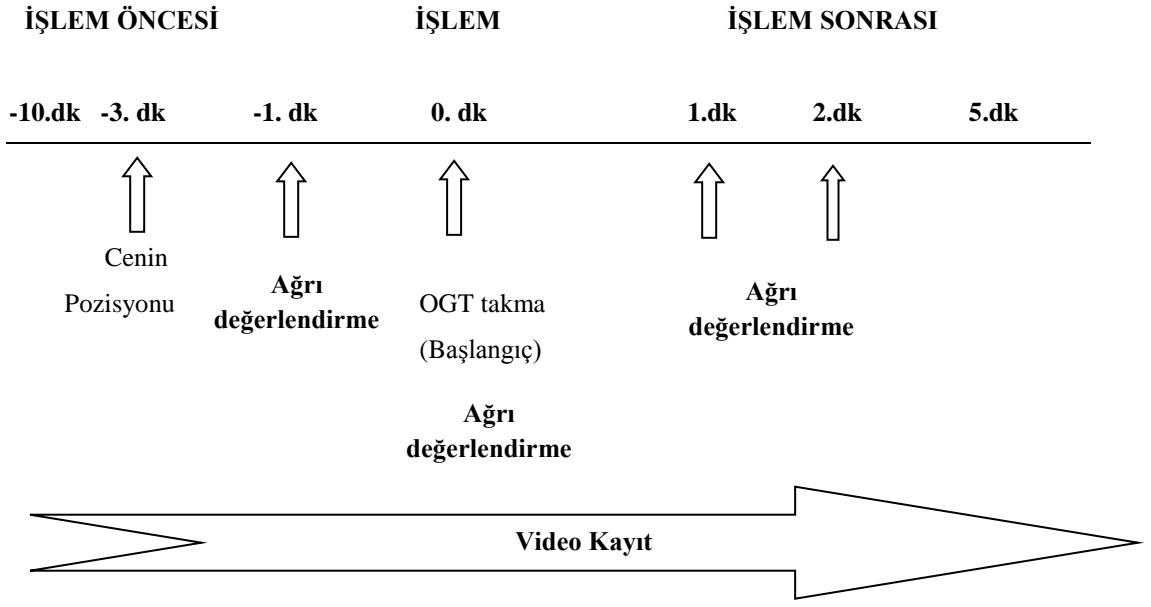 İŞLEM ÖNCESİ İŞLEM İŞLEM SONRASI
-10.dk -3. dk -1. dk 0. dk 1.dk 2.dk 5.dk
Cenin
Pozisyonu
Ağrı
değerlendirme
OGT takma
(Başlangıç)
Ağrı
değerlendirme
Ağrı
değerlendirme
Video Kayıt